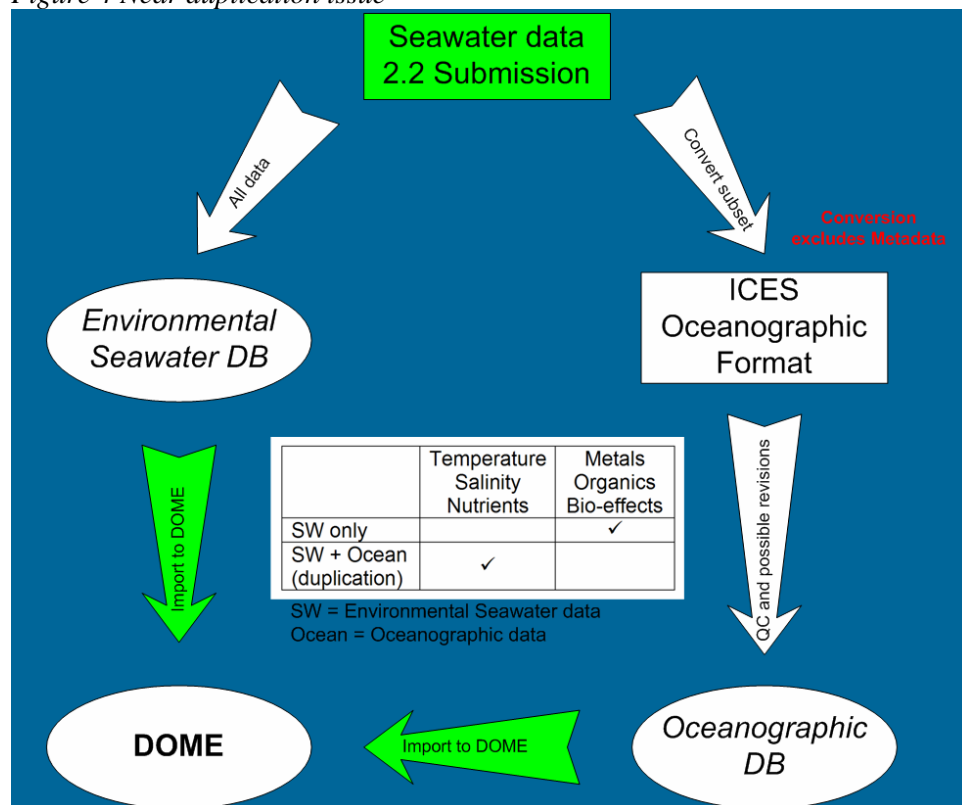 Figure 4 Near duplication issue
Seawater data
2.2 Submission
All data
Convert subset
Conversion
excludes Metadata
Environmental
Seawater DB
ICES
Oceanographic
Format
Import to DOME
Temperature
Salinity
Nutrients
Metals
Organics
Bio-effects
SW only ✓
SW + Ocean
(duplication) ✓
SW = Environmental Seawater data
Ocean = Oceanographic data
QC and possible revisions
DOME
Import to DOME
Oceanographic
DB